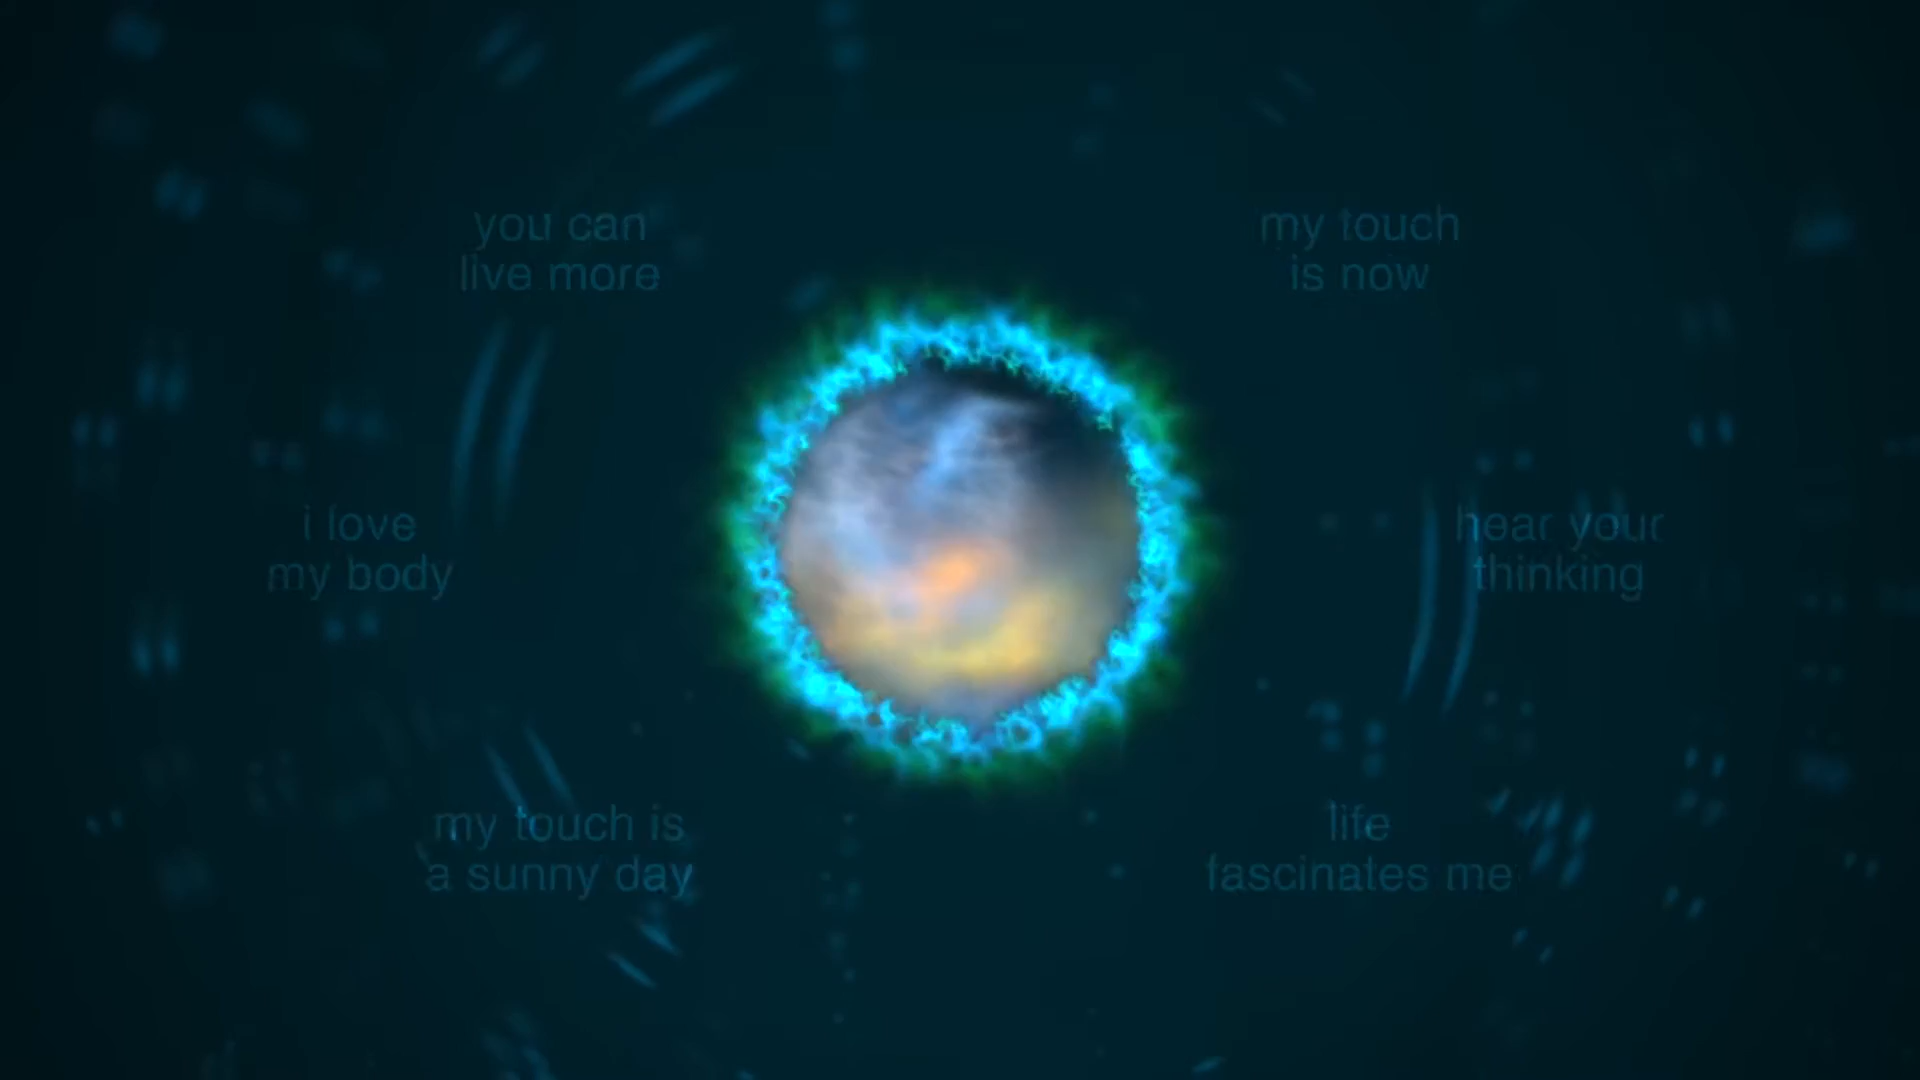 you can
live more
my touch
is now
i love
my body
hear your
thinking
my touch is
a sunny day
life
fascinates me